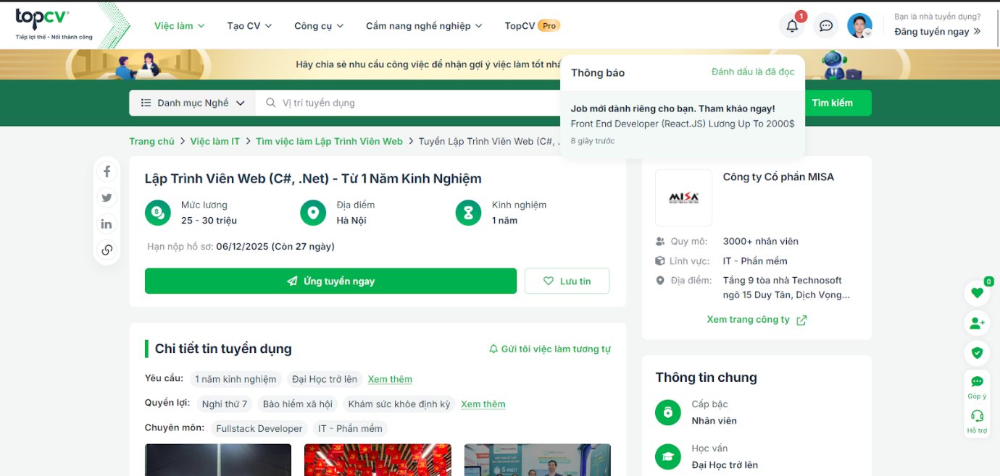 topcv
Tiếp lợi thế - Nối thành công
Việc làm
Tạo CV
Công cụ
Cẩm nang nghề nghiệp
TopCV Pro
1
Bạn là nhà tuyển dụng?
Đăng tuyển ngay
Hãy chia sẻ nhu cầu công việc để nhận gợi ý việc làm tốt
Thông báo
Đánh dấu là đã đọc
Job mới dành riêng cho bạn. Tham khảo ngay!
Front End Developer (React.JS) Lương Up To 2000$
8 giây trước
Danh mục Nghề
Vị trí tuyển dụng
Tìm kiếm
Trang chủ > Việc làm IT > Tìm việc làm Lập Trình Viên Web > Tuyển Lập Trình Viên Web (C#, .
Lập Trình Viên Web (C#, .Net) - Từ 1 Năm Kinh Nghiệm
Mức lương
25 - 30 triệu
Địa điểm
Hà Nội
Kinh nghiệm
1 năm
Hạn nộp hồ sơ: 06/12/2025 (Còn 27 ngày)
Ứng tuyển ngay
Lưu tin
MISA
Công ty Cổ phần MISA
Quy mô: 3000+ nhân viên
Lĩnh vực: IT - Phần mềm
Địa điểm: Tầng 9 tòa nhà Technosoft
ngõ 15 Duy Tân, Dịch Vọng...
Xem trang công ty
Chi tiết tin tuyển dụng
Gửi tôi việc làm tương tự
Yêu cầu: 1 năm kinh nghiệm Đại Học trở lên Xem thêm
Quyền lợi: Nghỉ thứ 7 Bảo hiểm xã hội Khám sức khỏe định kỳ Xem thêm
Chuyên môn: Fullstack Developer IT - Phần mềm
5 PHÚT
Thông tin chung
Cấp bậc
Nhân viên
Học vấn
Đại Học trở lên
0
Góp ý
Hỗ trợ